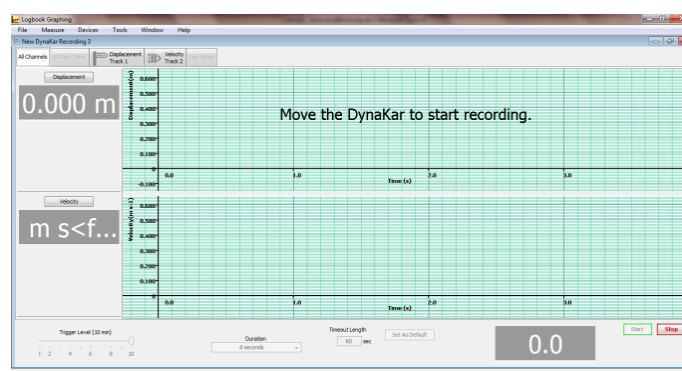 Logbook Graphing
File Measure Devices Tools Window Help
New DynaKar Recording 3
All Channels
Displacement Track 1
Velocity Track 2
Displacement
0.000 m
Displacement(m)
0.600
0.500
0.400
0.300
0.200
0.100
0
-0.100
Move the DynaKar to start recording.
0.0 1.0 2.0 3.0
Time (s)
Velocity
m s<f...
Velocity(m s-1)
0.600
0.500
0.400
0.300
0.200
0.100
0
0.0 1.0 2.0 3.0
Time (s)
Trigger Level (10 mm)
1 2 4 6 8 10
Duration
8 seconds
Timeout Length
60 sec
Set As Default
0.0
Start Stop